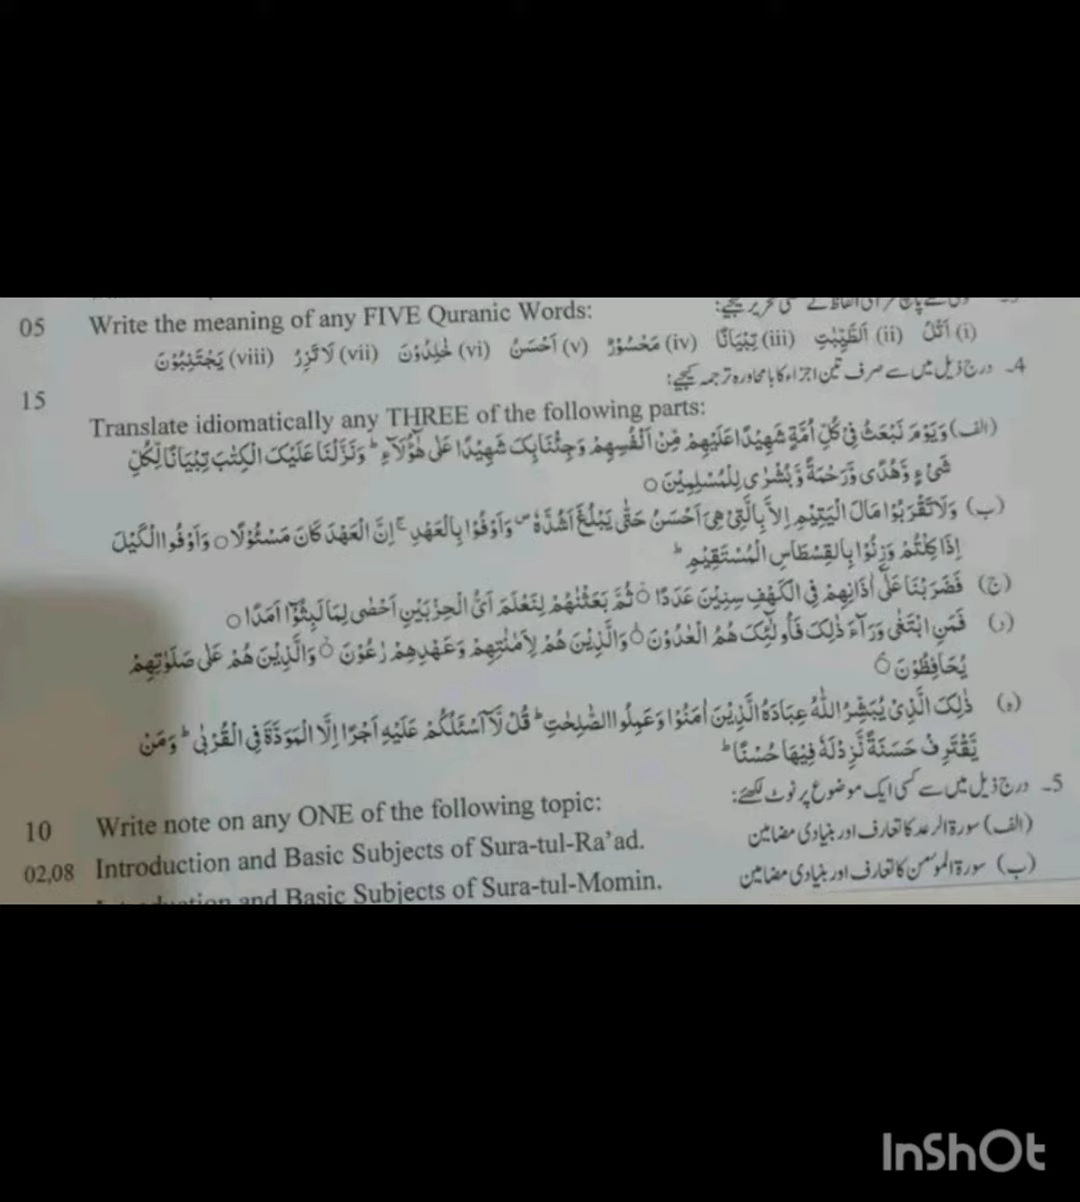 05 Write the meaning of any FIVE Quranic Words:
(i) اَثْلُ (ii) اَلطَّيِّبٰتِ (iii) تِبْيَانًا (iv) مَحْسُوْرًا (v) اَحْسَنُ (vi) خٰلِدُوْنَ (vii) لَا تَزِرُ (viii) يَجْتَنِبُوْنَ
4۔ درج ذیل میں سے صرف تین اجزاء کا بامحاورہ ترجمہ کیجیے:
15 Translate idiomatically any THREE of the following parts:
(الف) وَيَوْمَ نَبْعَثُ فِىْ كُلِّ اُمَّةٍ شَهِيْدًا عَلَيْهِمْ مِّنْ اَنْفُسِهِمْ وَجِئْنَابِكَ شَهِيْدًا عَلٰى هٰٓؤُلَآءِ ؕ وَنَزَّلْنَا عَلَيْكَ الْكِتٰبَ تِبْيَانًا لِّكُلِّ
شَىْءٍ وَّهُدًى وَّرَحْمَةً وَّبُشْرٰى لِلْمُسْلِمِيْنَ ○
(ب) وَلَا تَقْرَبُوْا مَالَ الْيَتِيْمِ اِلَّا بِالَّتِىْ هِىَ اَحْسَنُ حَتّٰى يَبْلُغَ اَشُدَّهٗ ۖ وَاَوْفُوْا بِالْعَهْدِ ۚ اِنَّ الْعَهْدَ كَانَ مَسْئُوْلًا ○ وَاَوْفُوا الْكَيْلَ
اِذَا كِلْتُمْ وَزِنُوْا بِالْقِسْطَاسِ الْمُسْتَقِيْمِ ؕ
(ج) فَضَرَبْنَا عَلٰٓى اٰذَانِهِمْ فِى الْكَهْفِ سِنِيْنَ عَدَدًا ○ ثُمَّ بَعَثْنٰهُمْ لِنَعْلَمَ اَىُّ الْحِزْبَيْنِ اَحْصٰى لِمَا لَبِثُوْٓا اَمَدًا ○
(د) فَمَنِ ابْتَغٰى وَرَآءَ ذٰلِكَ فَاُولٰٓئِكَ هُمُ الْعٰدُوْنَ ○ وَالَّذِيْنَ هُمْ لِاَمٰنٰتِهِمْ وَعَهْدِهِمْ رٰعُوْنَ ○ وَالَّذِيْنَ هُمْ عَلٰى صَلَوٰتِهِمْ
يُحَافِظُوْنَ ○
(ہ) ذٰلِكَ الَّذِىْ يُبَشِّرُ اللّٰهُ عِبَادَهُ الَّذِيْنَ اٰمَنُوْا وَعَمِلُوا الصّٰلِحٰتِ ؕ قُلْ لَّآ اَسْئَلُكُمْ عَلَيْهِ اَجْرًا اِلَّا الْمَوَدَّةَ فِى الْقُرْبٰى ؕ وَمَنْ
يَّقْتَرِفْ حَسَنَةً نَّزِدْ لَهٗ فِيْهَا حُسْنًا ؕ
5۔ درج ذیل میں سے کسی ایک موضوع پر نوٹ لکھئے:
10 Write note on any ONE of the following topic:
(الف) سورۃ الرعد کا تعارف اور بنیادی مضامین
02,08 Introduction and Basic Subjects of Sura-tul-Ra'ad.
(ب) سورۃ المؤمن کا تعارف اور بنیادی مضامین
and Basic Subjects of Sura-tul-Momin.
InShOt